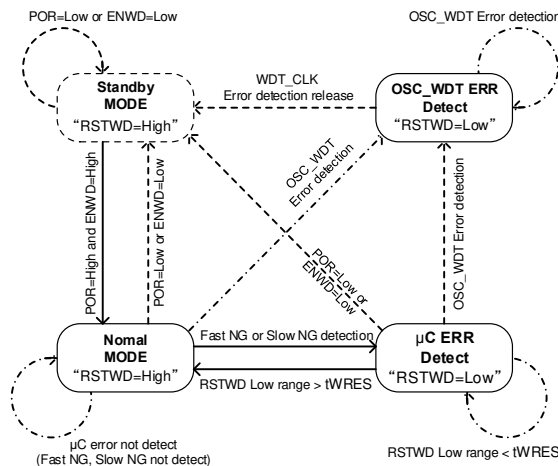 POR=Low or ENWD=Low
OSC_WDT Error detection
Standby
MODE
"RSTWD=High"
WDT_CLK
Error detection release
OSC_WDT ERR
Detect
"RSTWD=Low"
POR=High and ENWD=High
POR=Low or ENWD=Low
OSC_WDT
Error detection
POR=Low or
ENWD=Low
OSC_WDT Error detection
Nomal
MODE
"RSTWD=High"
Fast NG or Slow NG detection
RSTWD Low range > tWRES
µC ERR
Detect
"RSTWD=Low"
µC error not detect
(Fast NG, Slow NG not detect)
RSTWD Low range < tWRES